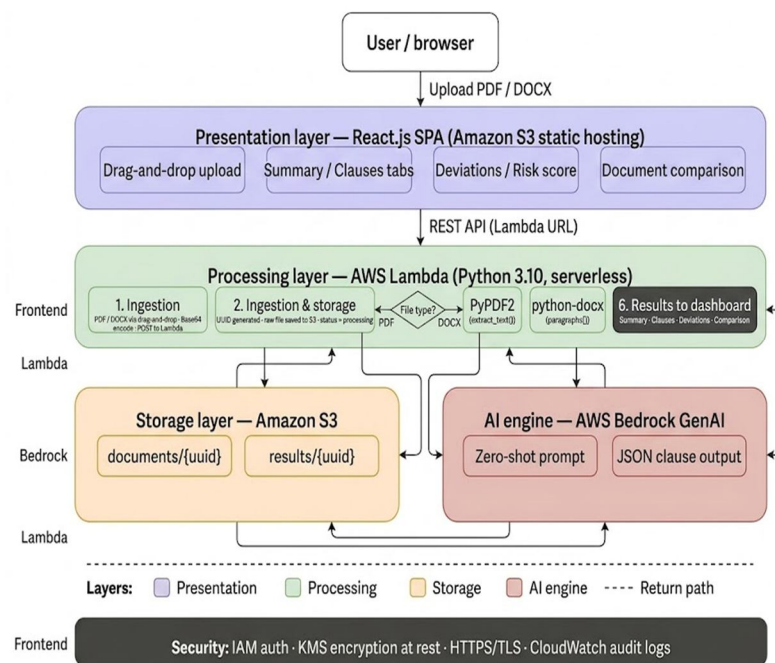 User / browser
Upload PDF / DOCX
Presentation layer — React.js SPA (Amazon S3 static hosting)
Drag-and-drop upload
Summary / Clauses tabs
Deviations / Risk score
Document comparison
REST API (Lambda URL)
Processing layer — AWS Lambda (Python 3.10, serverless)
Frontend
1. Ingestion
PDF / DOCX via drag-and-drop · Base64
encode : POST to Lambda
2. Ingestion & storage
UUID generated - raw file saved to S3 - status = processing
PDF
File type?
DOCX
PyPDF2
(extract_text())
python-docx
(paragraphs[])
6. Results to dashboard
Summary · Clauses · Deviations · Comparison
Lambda
Storage layer — Amazon S3
documents/{uuid}
results/{uuid}
AI engine — AWS Bedrock GenAI
Zero-shot prompt
JSON clause output
Bedrock
Lambda
Layers:
Presentation
Processing
Storage
AI engine
Return path
Frontend
Security: IAM auth · KMS encryption at rest · HTTPS/TLS · CloudWatch audit logs